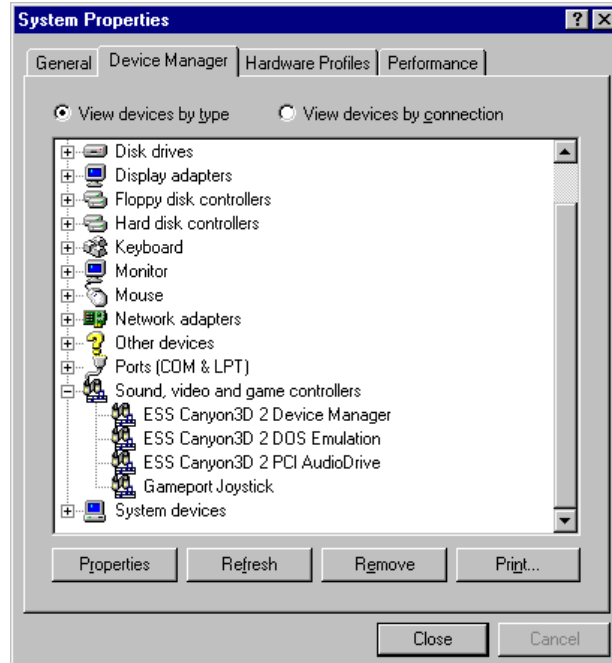 System Properties
General Device Manager Hardware Profiles Performance
View devices by type View devices by connection
Disk drives
Display adapters
Floppy disk controllers
Hard disk controllers
Keyboard
Monitor
Mouse
Network adapters
Other devices
Ports (COM & LPT)
Sound, video and game controllers
ESS Canyon3D 2 Device Manager
ESS Canyon3D 2 DOS Emulation
ESS Canyon3D 2 PCI AudioDrive
Gameport Joystick
System devices
Properties Refresh Remove Print...
Close Cancel